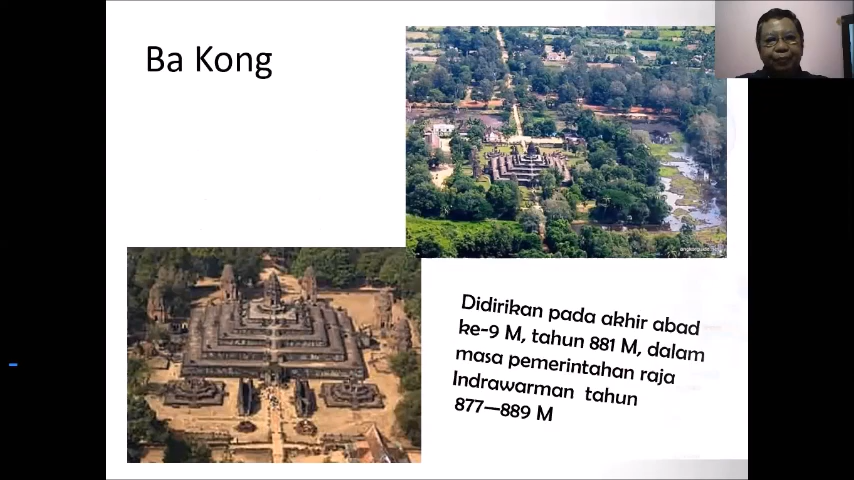 Ba Kong
Didirikan pada akhir abad
ke-9 M, tahun 881 M, dalam
masa pemerintahan raja
Indrawarman tahun
877—889 M